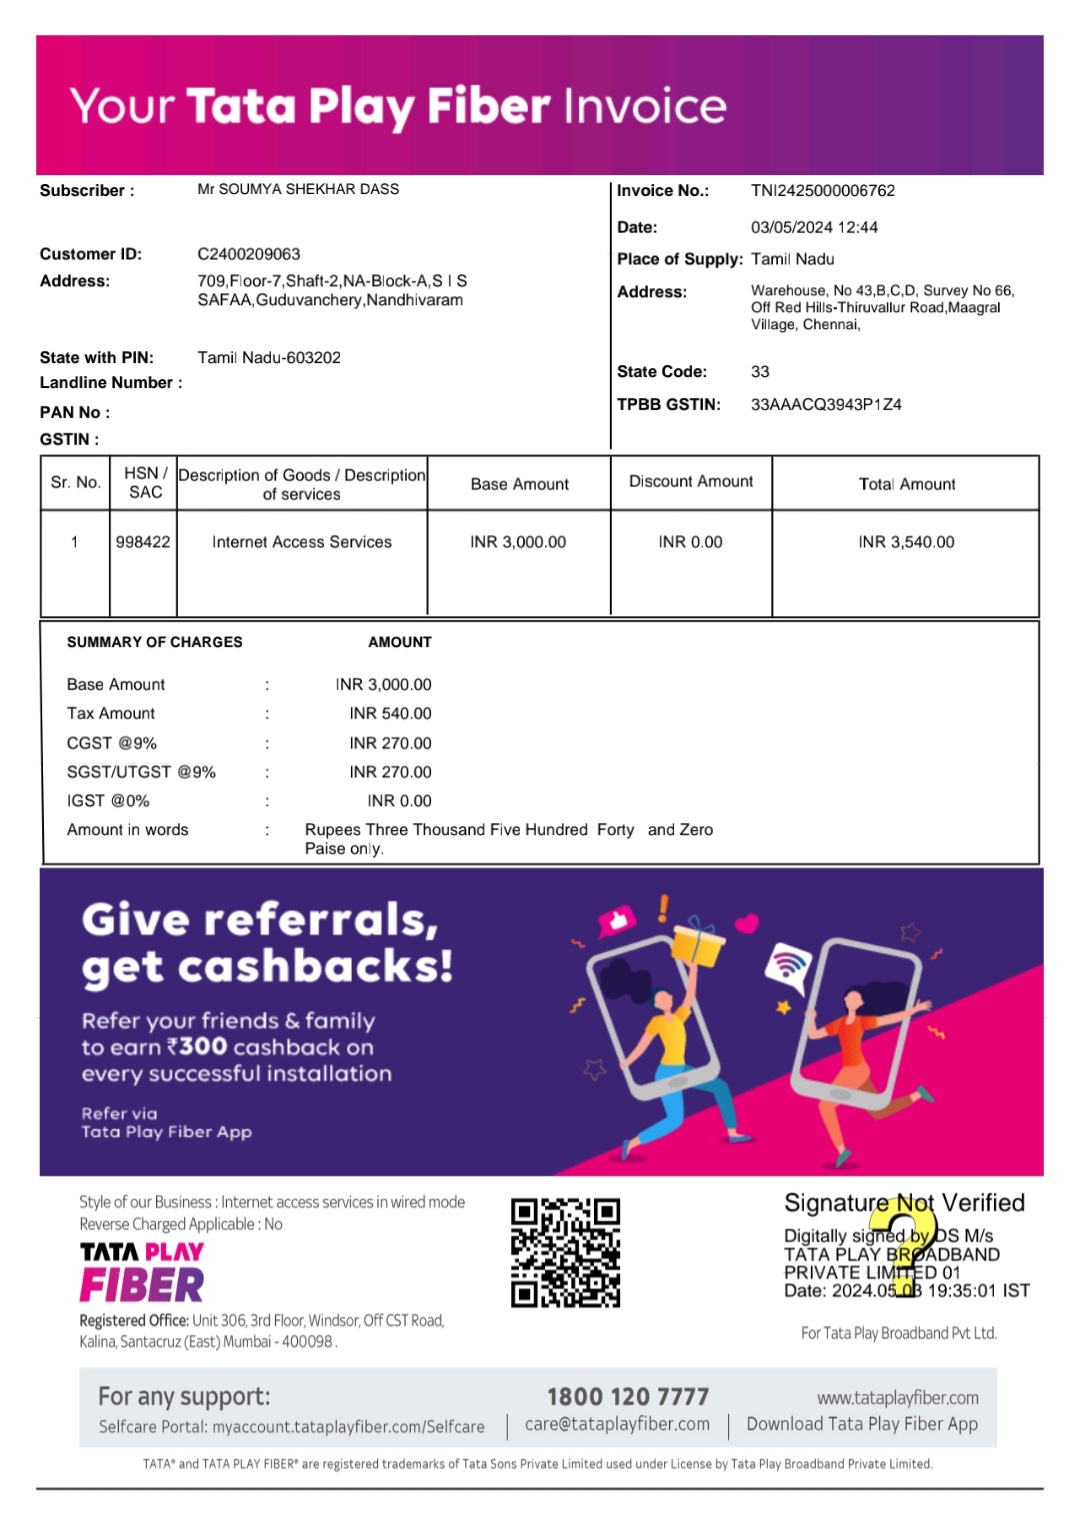 Your Tata Play Fiber Invoice
Subscriber : Mr SOUMYA SHEKHAR DASS
Customer ID: C2400209063
Address: 709,Floor-7,Shaft-2,NA-Block-A,S I S
SAFAA,Guduvanchery,Nandhivaram
State with PIN: Tamil Nadu-603202
Landline Number :
PAN No :
GSTIN :
Invoice No.: TNI2425000006762
Date: 03/05/2024 12:44
Place of Supply: Tamil Nadu
Address: Warehouse, No 43,B,C,D, Survey No 66,
Off Red Hills-Thiruvallur Road,Maagral
Village, Chennai,
State Code: 33
TPBB GSTIN: 33AAACQ3943P1Z4
Sr. No. HSN / SAC Description of Goods / Description of services Base Amount Discount Amount Total Amount
1 998422 Internet Access Services INR 3,000.00 INR 0.00 INR 3,540.00
SUMMARY OF CHARGES AMOUNT
Base Amount : INR 3,000.00
Tax Amount : INR 540.00
CGST @9% : INR 270.00
SGST/UTGST @9% : INR 270.00
IGST @0% : INR 0.00
Amount in words : Rupees Three Thousand Five Hundred Forty and Zero
Paise only.
Give referrals,
get cashbacks!
Refer your friends & family
to earn ₹300 cashback on
every successful installation
Refer via
Tata Play Fiber App
Style of our Business : Internet access services in wired mode
Reverse Charged Applicable : No
TATA PLAY
FIBER
Registered Office: Unit 306, 3rd Floor, Windsor, Off CST Road,
Kalina, Santacruz (East) Mumbai - 400098 .
Signature Not Verified
Digitally signed by DS M/s
TATA PLAY BROADBAND
PRIVATE LIMITED 01
Date: 2024.05.03 19:35:01 IST
For Tata Play Broadband Pvt Ltd.
For any support: 1800 120 7777 www.tataplayfiber.com
Selfcare Portal: myaccount.tataplayfiber.com/Selfcare care@tataplayfiber.com Download Tata Play Fiber App
TATA® and TATA PLAY FIBER® are registered trademarks of Tata Sons Private Limited used under License by Tata Play Broadband Private Limited.